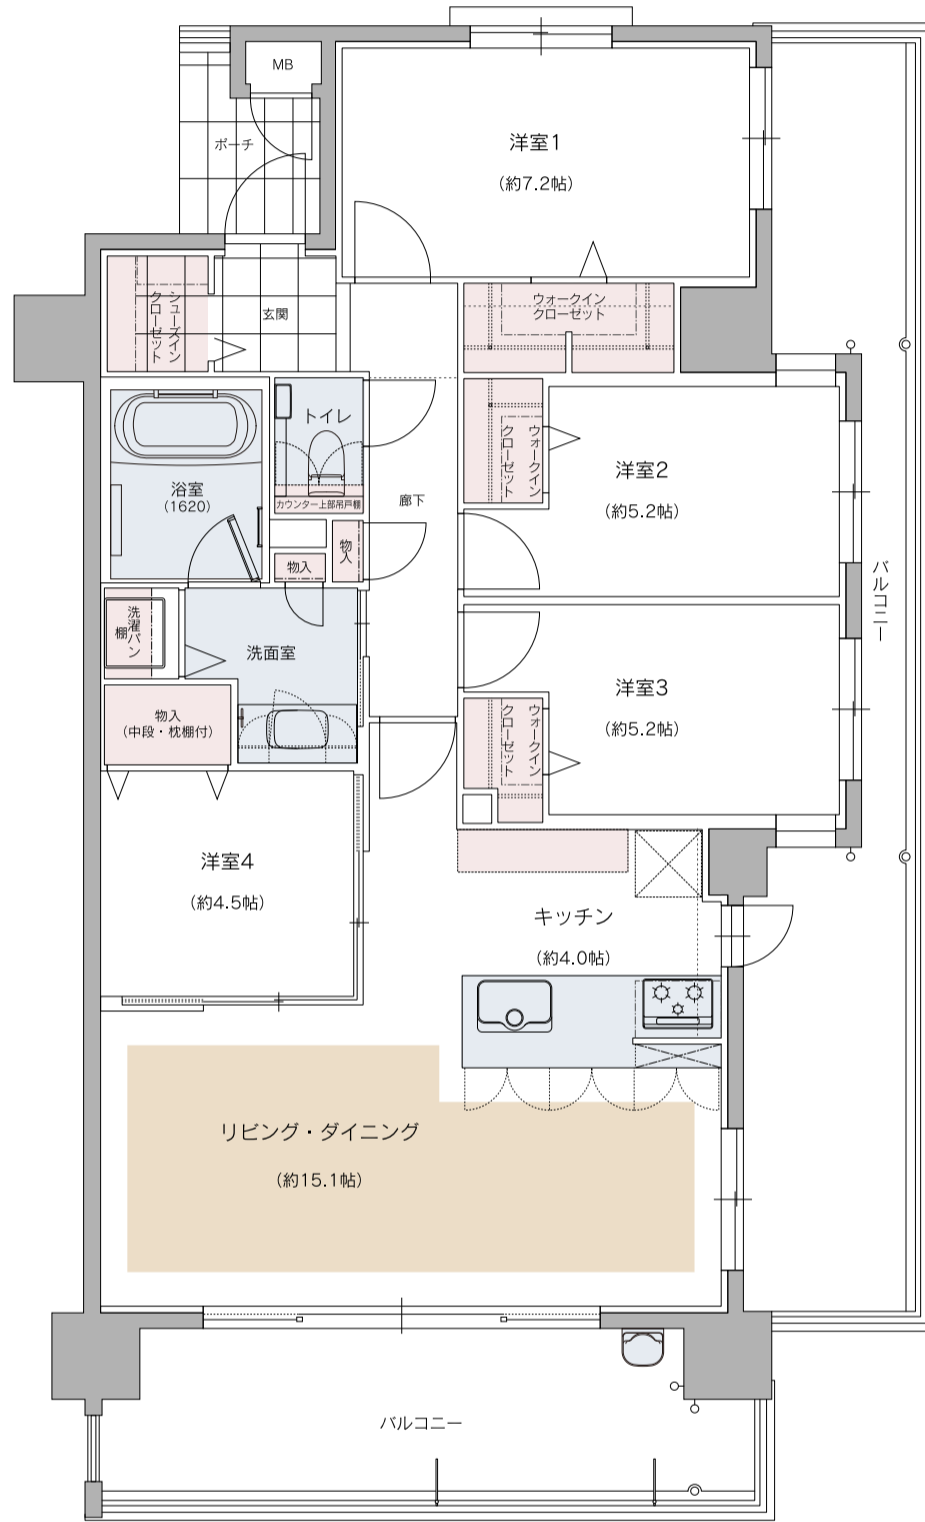 MB
ポーチ
洋室1
（約7.2帖）
シューズイン
クローゼット
玄関
ウォークイン
クローゼット
トイレ
カウンター上部吊戸棚
ウォークイン
クローゼット
洋室2
（約5.2帖）
浴室
（1620）
廊下
物入
物入
バルコニー
洗濯パン
棚
洗面室
洋室3
（約5.2帖）
ウォークイン
クローゼット
物入
（中段・枕棚付）
洋室4
（約4.5帖）
キッチン
（約4.0帖）
リビング・ダイニング
（約15.1帖）
バルコニー